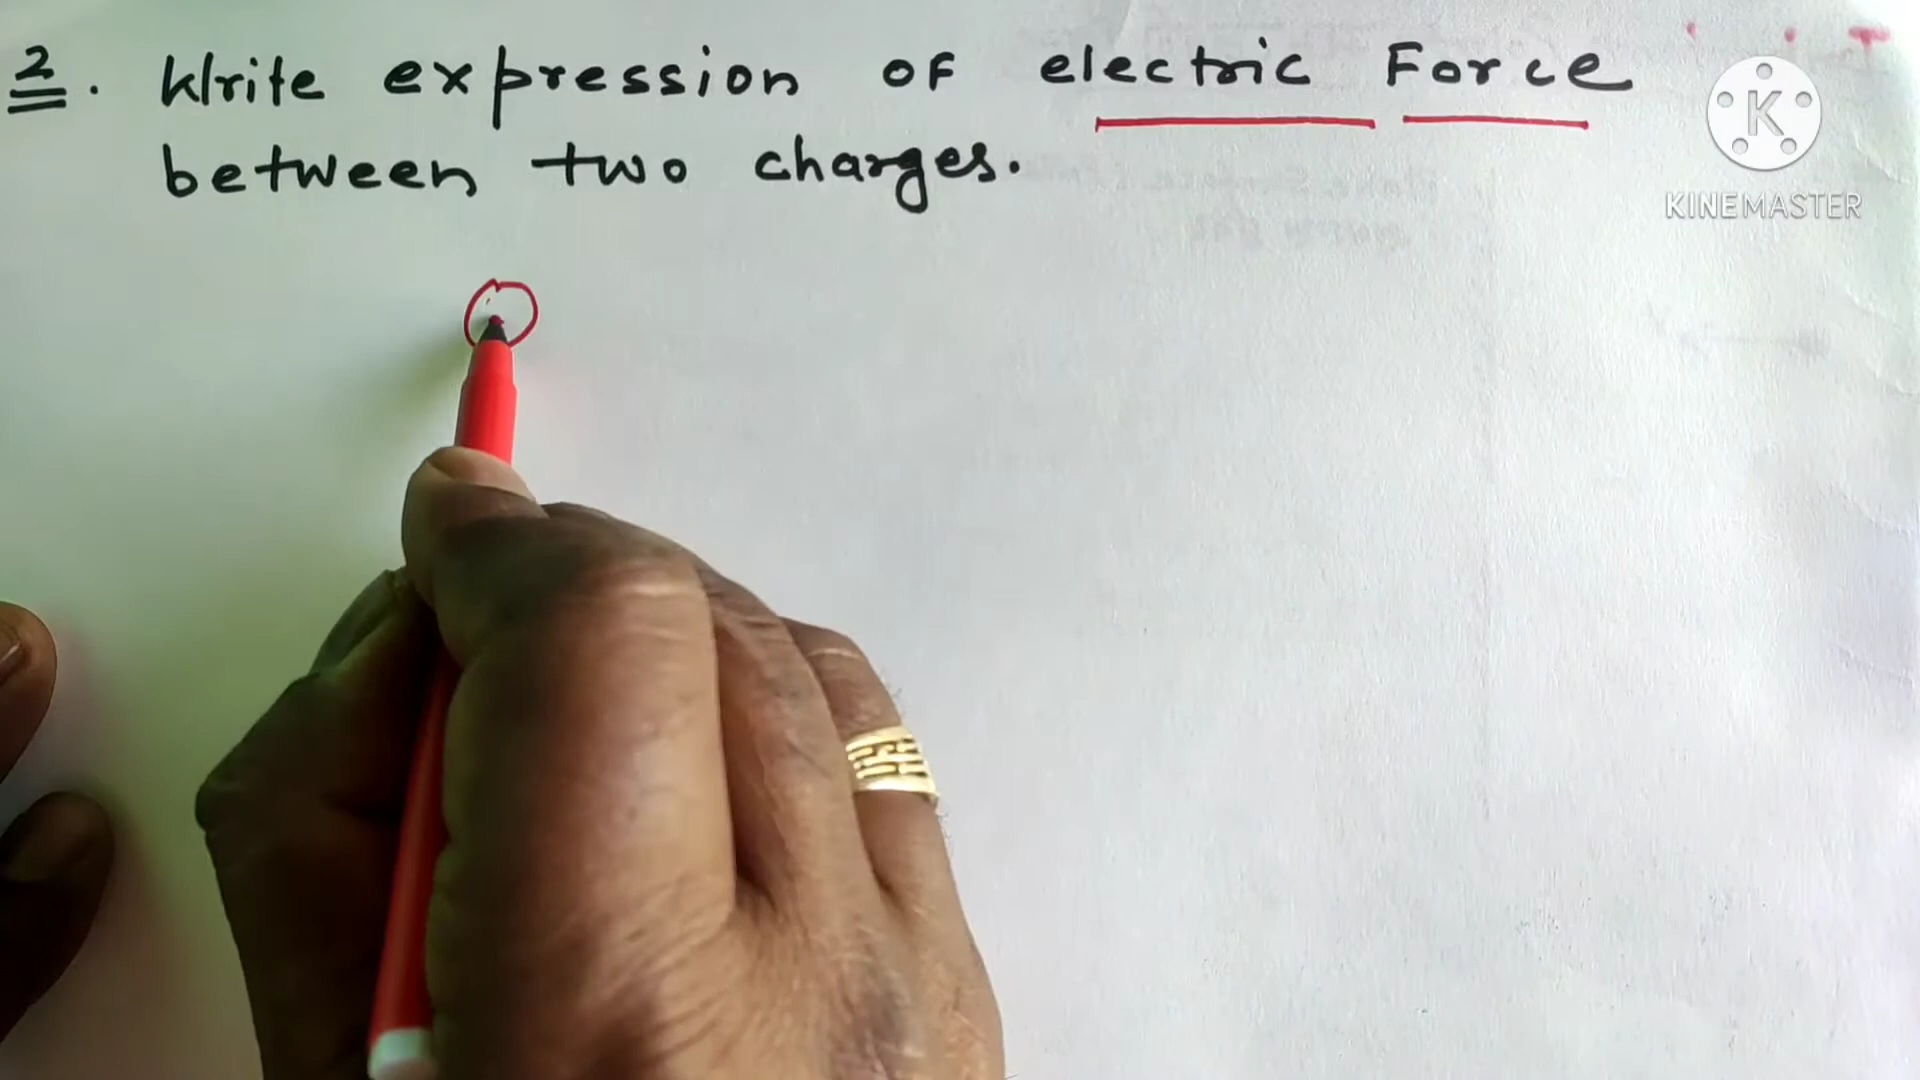 2. Write expression of electric Force
between two charges.
K
KINEMASTER